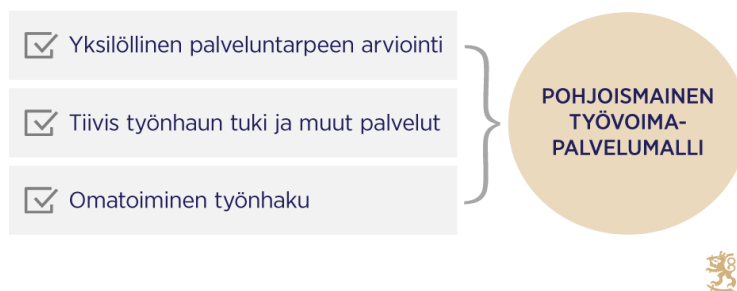 Yksilöllinen palveluntarpeen arviointi
Tiivis työnhaun tuki ja muut palvelut
Omatoiminen työnhaku
POHJOISMAINEN
TYÖVOIMA-
PALVELUMALLI